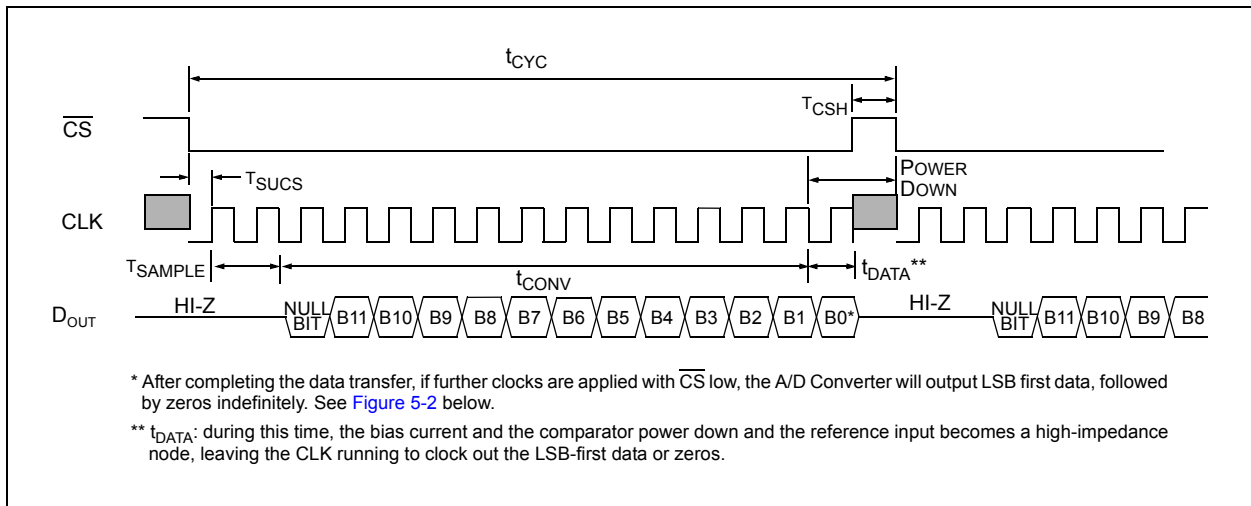 tCYC
TCSH
CS
POWER
DOWN
TSUCS
CLK
TSAMPLE
tCONV
tDATA**
DOUT
HI-Z
NULL
BIT
B11
B10
B9
B8
B7
B6
B5
B4
B3
B2
B1
B0*
HI-Z
NULL
BIT
B11
B10
B9
B8
* After completing the data transfer, if further clocks are applied with CS low, the A/D Converter will output LSB first data, followed
by zeros indefinitely. See Figure 5-2 below.
** tDATA: during this time, the bias current and the comparator power down and the reference input becomes a high-impedance
node, leaving the CLK running to clock out the LSB-first data or zeros.